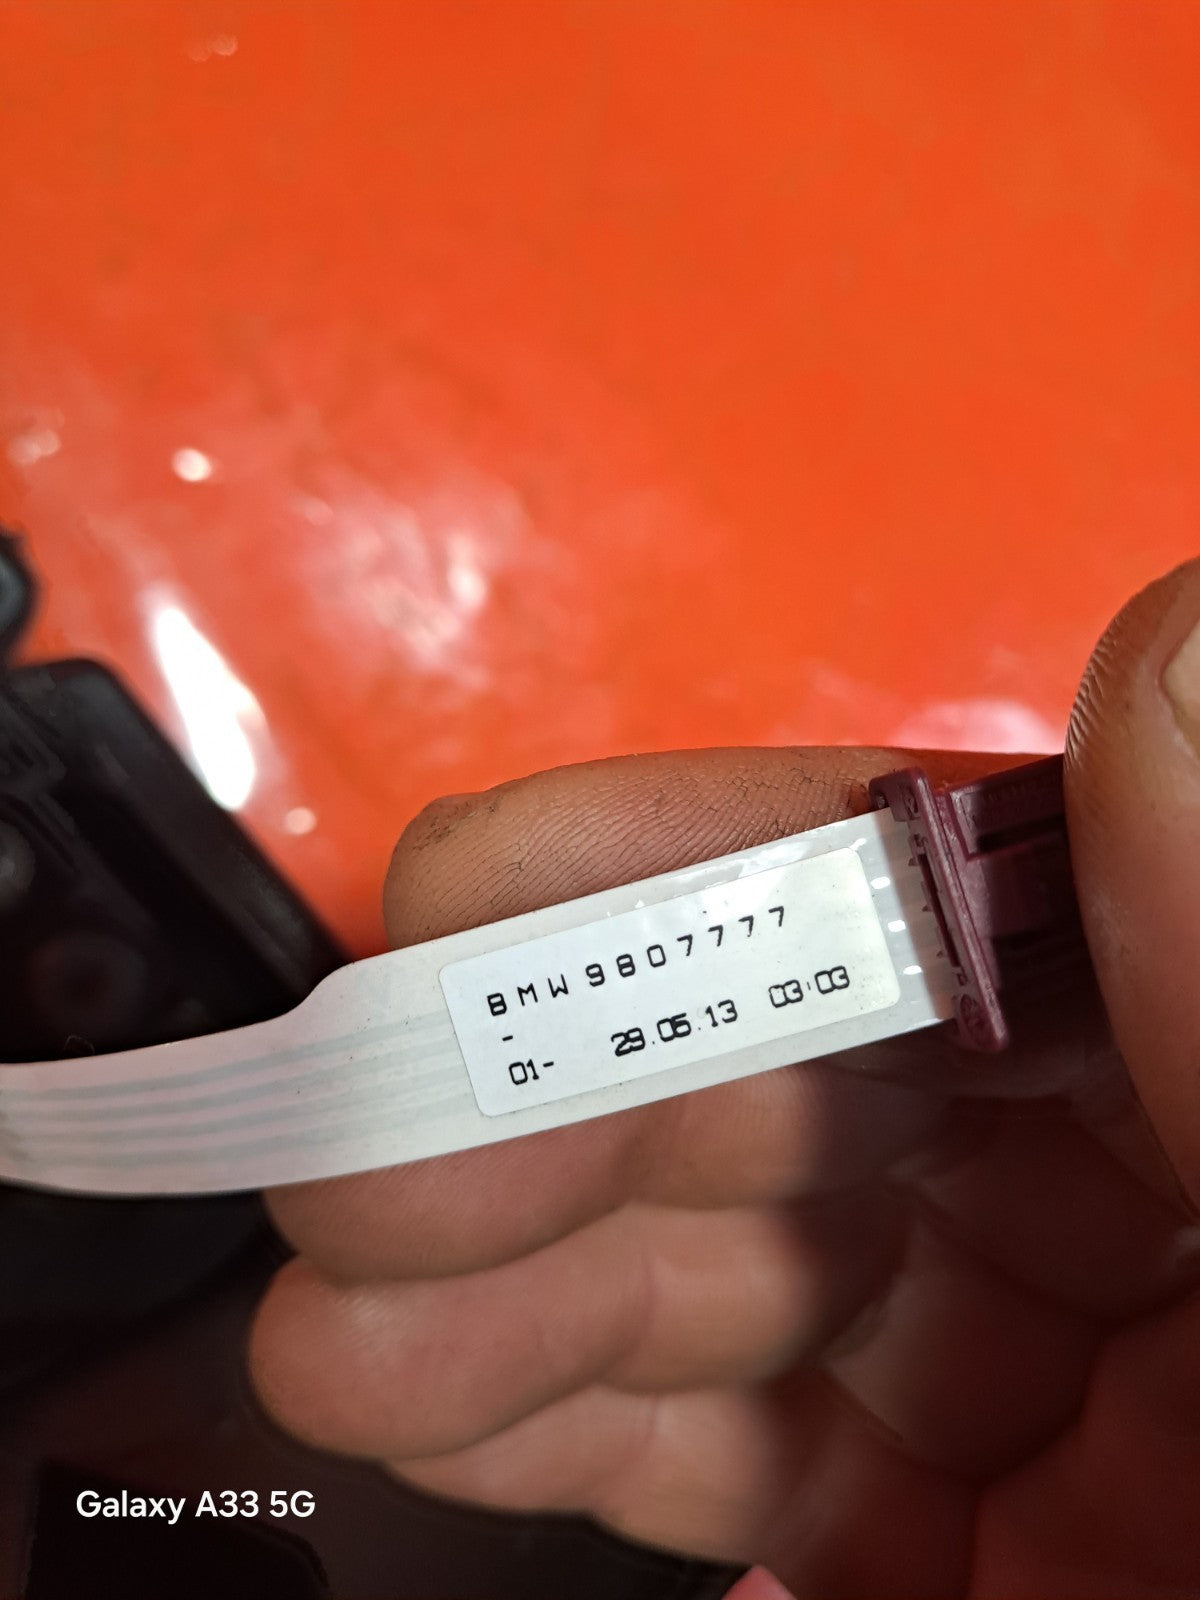 BMW 9807777
-
01- 29.05.13 03:03
Galaxy A33 5G